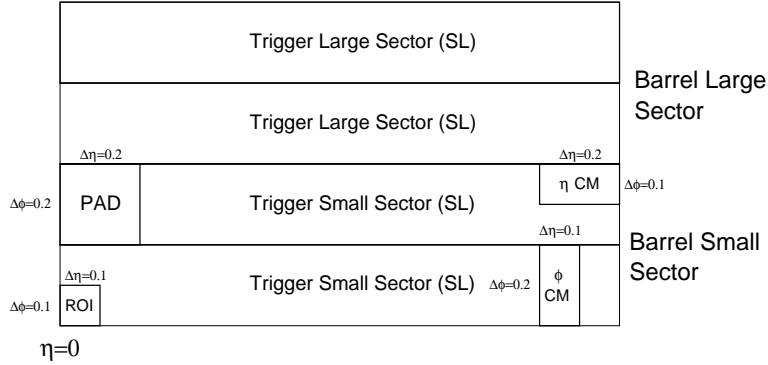 Trigger Large Sector (SL)
Barrel Large
Sector
Trigger Large Sector (SL)
Δη=0.2
Δη=0.2
PAD
η CM
Δφ=0.1
Δφ=0.2
Trigger Small Sector (SL)
Δη=0.1
Barrel Small
Sector
Δη=0.1
Trigger Small Sector (SL)
Δφ=0.2
φ
CM
Δφ=0.1
ROI
η=0